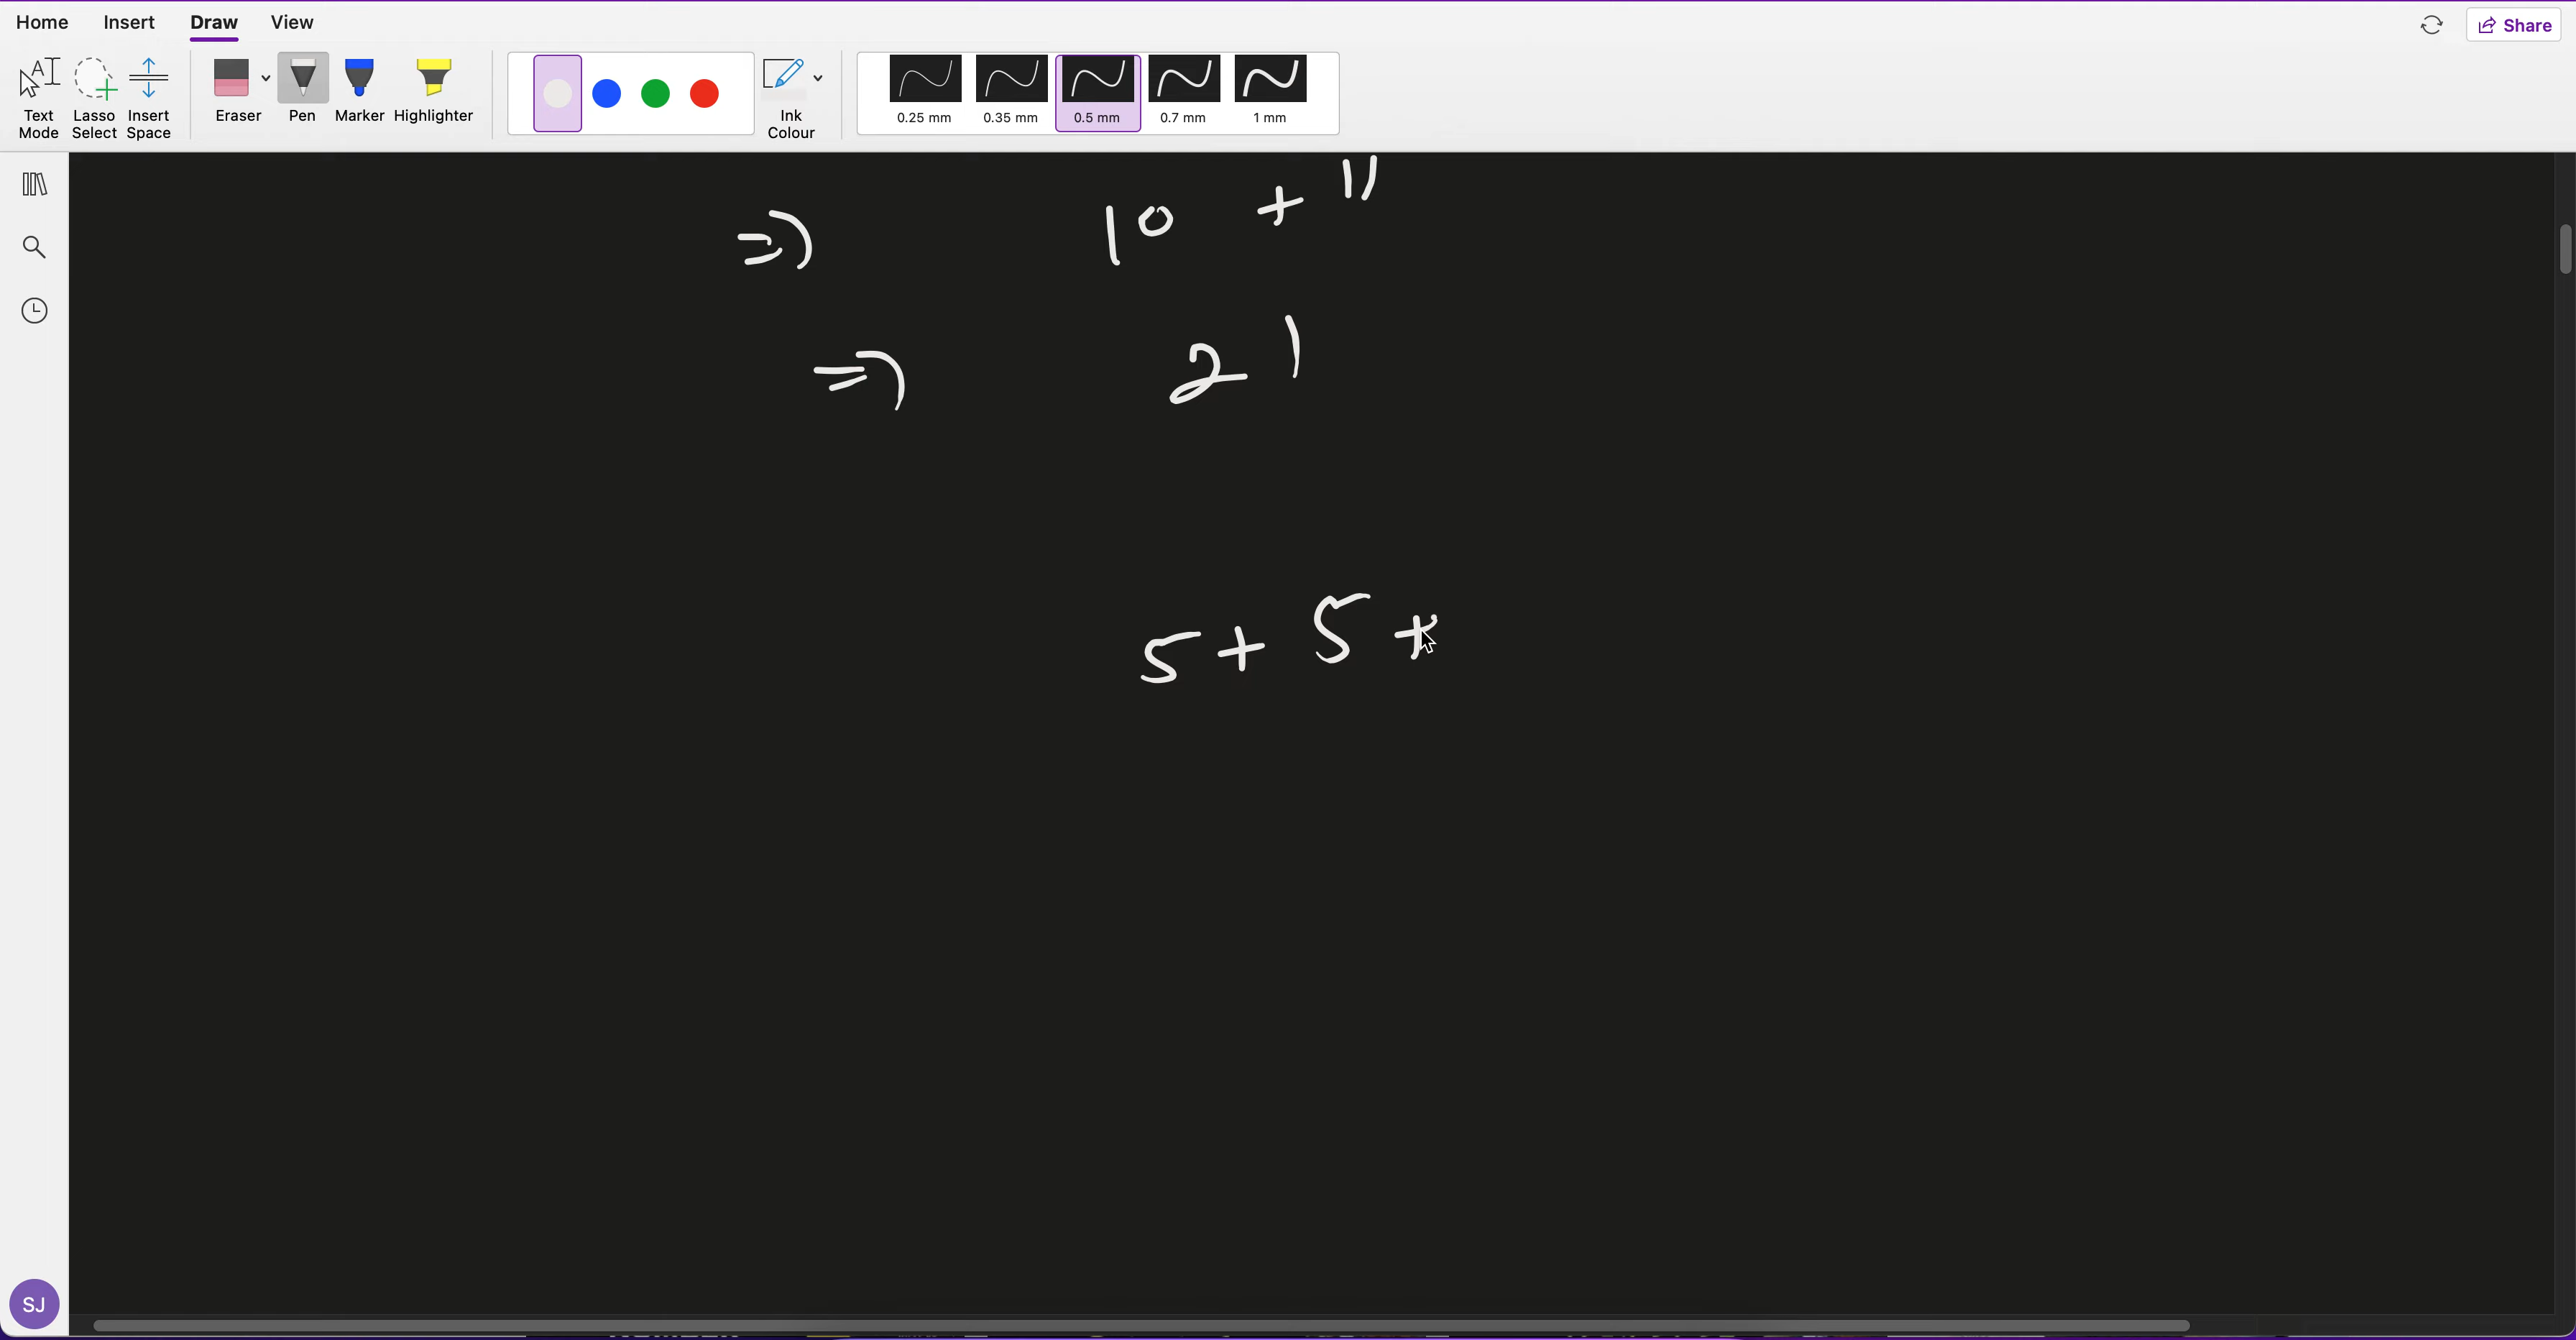 Home Insert Draw View Share
Text Mode Lasso Select Insert Space Eraser Pen Marker Highlighter Ink Colour 0.25 mm 0.35 mm 0.5 mm 0.7 mm 1 mm
=> 10 + 11
=> 21
5 + 5 +
SJ